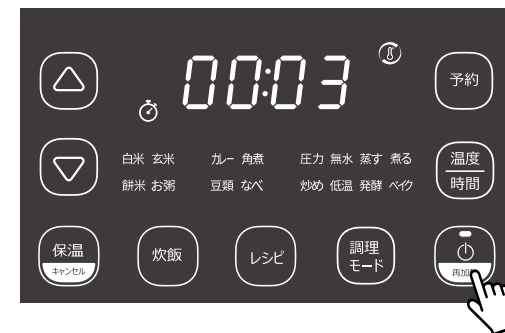 00:03
予約
白米 玄米 カレー 角煮 圧力 無水 蒸す 煮る
餅米 お粥 豆類 なべ 炒め 低温 発酵 ベイク
温度
時間
保温
キャンセル
炊飯
レシピ
調理
モード
再加